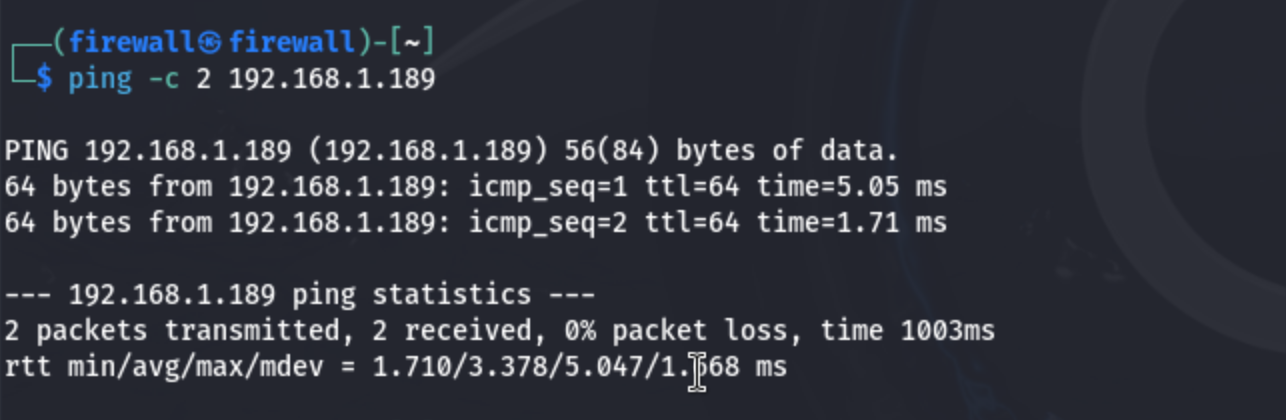 ┌──(firewall㉿firewall)-[~]
└─$ ping -c 2 192.168.1.189
PING 192.168.1.189 (192.168.1.189) 56(84) bytes of data.
64 bytes from 192.168.1.189: icmp_seq=1 ttl=64 time=5.05 ms
64 bytes from 192.168.1.189: icmp_seq=2 ttl=64 time=1.71 ms
--- 192.168.1.189 ping statistics ---
2 packets transmitted, 2 received, 0% packet loss, time 1003ms
rtt min/avg/max/mdev = 1.710/3.378/5.047/1.668 ms